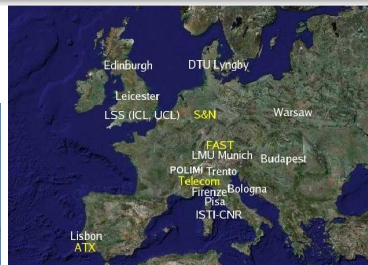 Edinburgh
DTU Lyngby
Leicester
LSS (ICL, UCL)
S&N
Warsaw
FAST
LMU Munich
Budapest
POLIMI Trento
Telecom
Firenze Bologna
Pisa
ISTI-CNR
Lisbon
ATX